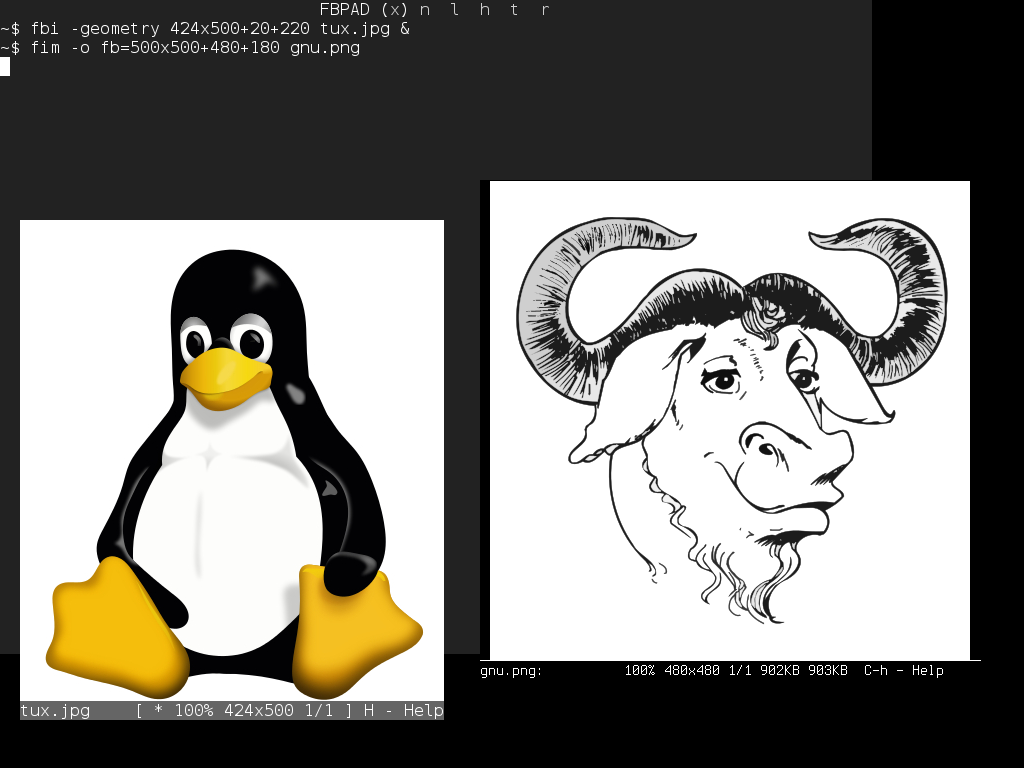 FBPAD (x) n l h t r
~$ fbi -geometry 424x500+20+220 tux.jpg &
~$ fim -o fb=500x500+480+180 gnu.png
gnu.png: 100% 480x480 1/1 902KB 903KB C-h - Help
tux.jpg [ * 100% 424x500 1/1 ] H - Help